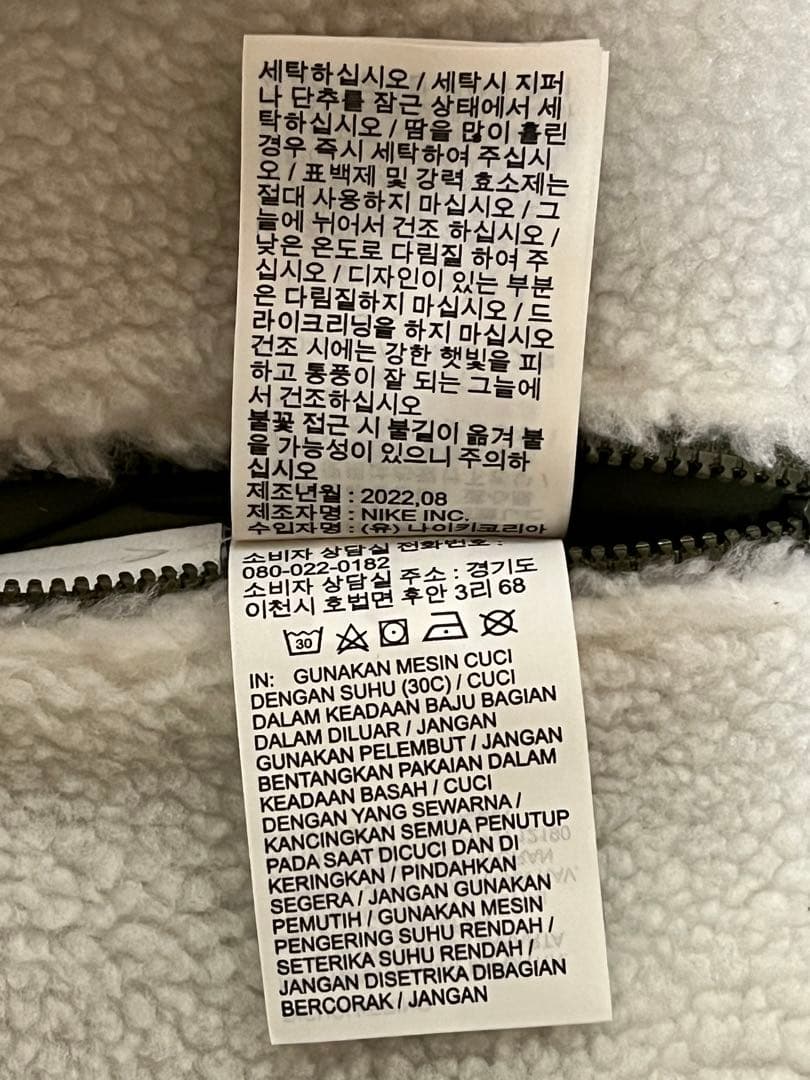 세탁하십시오 / 세탁시 지퍼
나 단추를 잠근 상태에서 세
탁하십시오 / 땀을 많이 흘린
경우 즉시 세탁하여 주십시
오 / 표백제 및 강력 효소제는
절대 사용하지 마십시오 / 그
늘에 뉘어서 건조 하십시오 /
낮은 온도로 다림질 하여 주
십시오 / 디자인이 있는 부분
은 다림질하지 마십시오 / 드
라이크리닝을 하지 마십시오
건조 시에는 강한 햇빛을 피
하고 통풍이 잘 되는 그늘에
서 건조하십시오
불꽃 접근 시 불길이 옮겨 붙
을 가능성이 있으니 주의하
십시오
제조년월 : 2022,08
제조자명 : NIKE INC.
수입자명 : (유) 나이키코리아
소비자 상담실 전화번호 :
080-022-0182
소비자 상담실 주소 : 경기도
이천시 호법면 후안 3리 68
30
IN: GUNAKAN MESIN CUCI
DENGAN SUHU (30C) / CUCI
DALAM KEADAAN BAJU BAGIAN
DALAM DILUAR / JANGAN
GUNAKAN PELEMBUT / JANGAN
BENTANGKAN PAKAIAN DALAM
KEADAAN BASAH / CUCI
DENGAN YANG SEWARNA /
KANCINGKAN SEMUA PENUTUP
PADA SAAT DICUCI DAN DI
KERINGKAN / PINDAHKAN
SEGERA / JANGAN GUNAKAN
PEMUTIH / GUNAKAN MESIN
PENGERING SUHU RENDAH /
SETERIKA SUHU RENDAH /
JANGAN DISETRIKA DIBAGIAN
BERCORAK / JANGAN